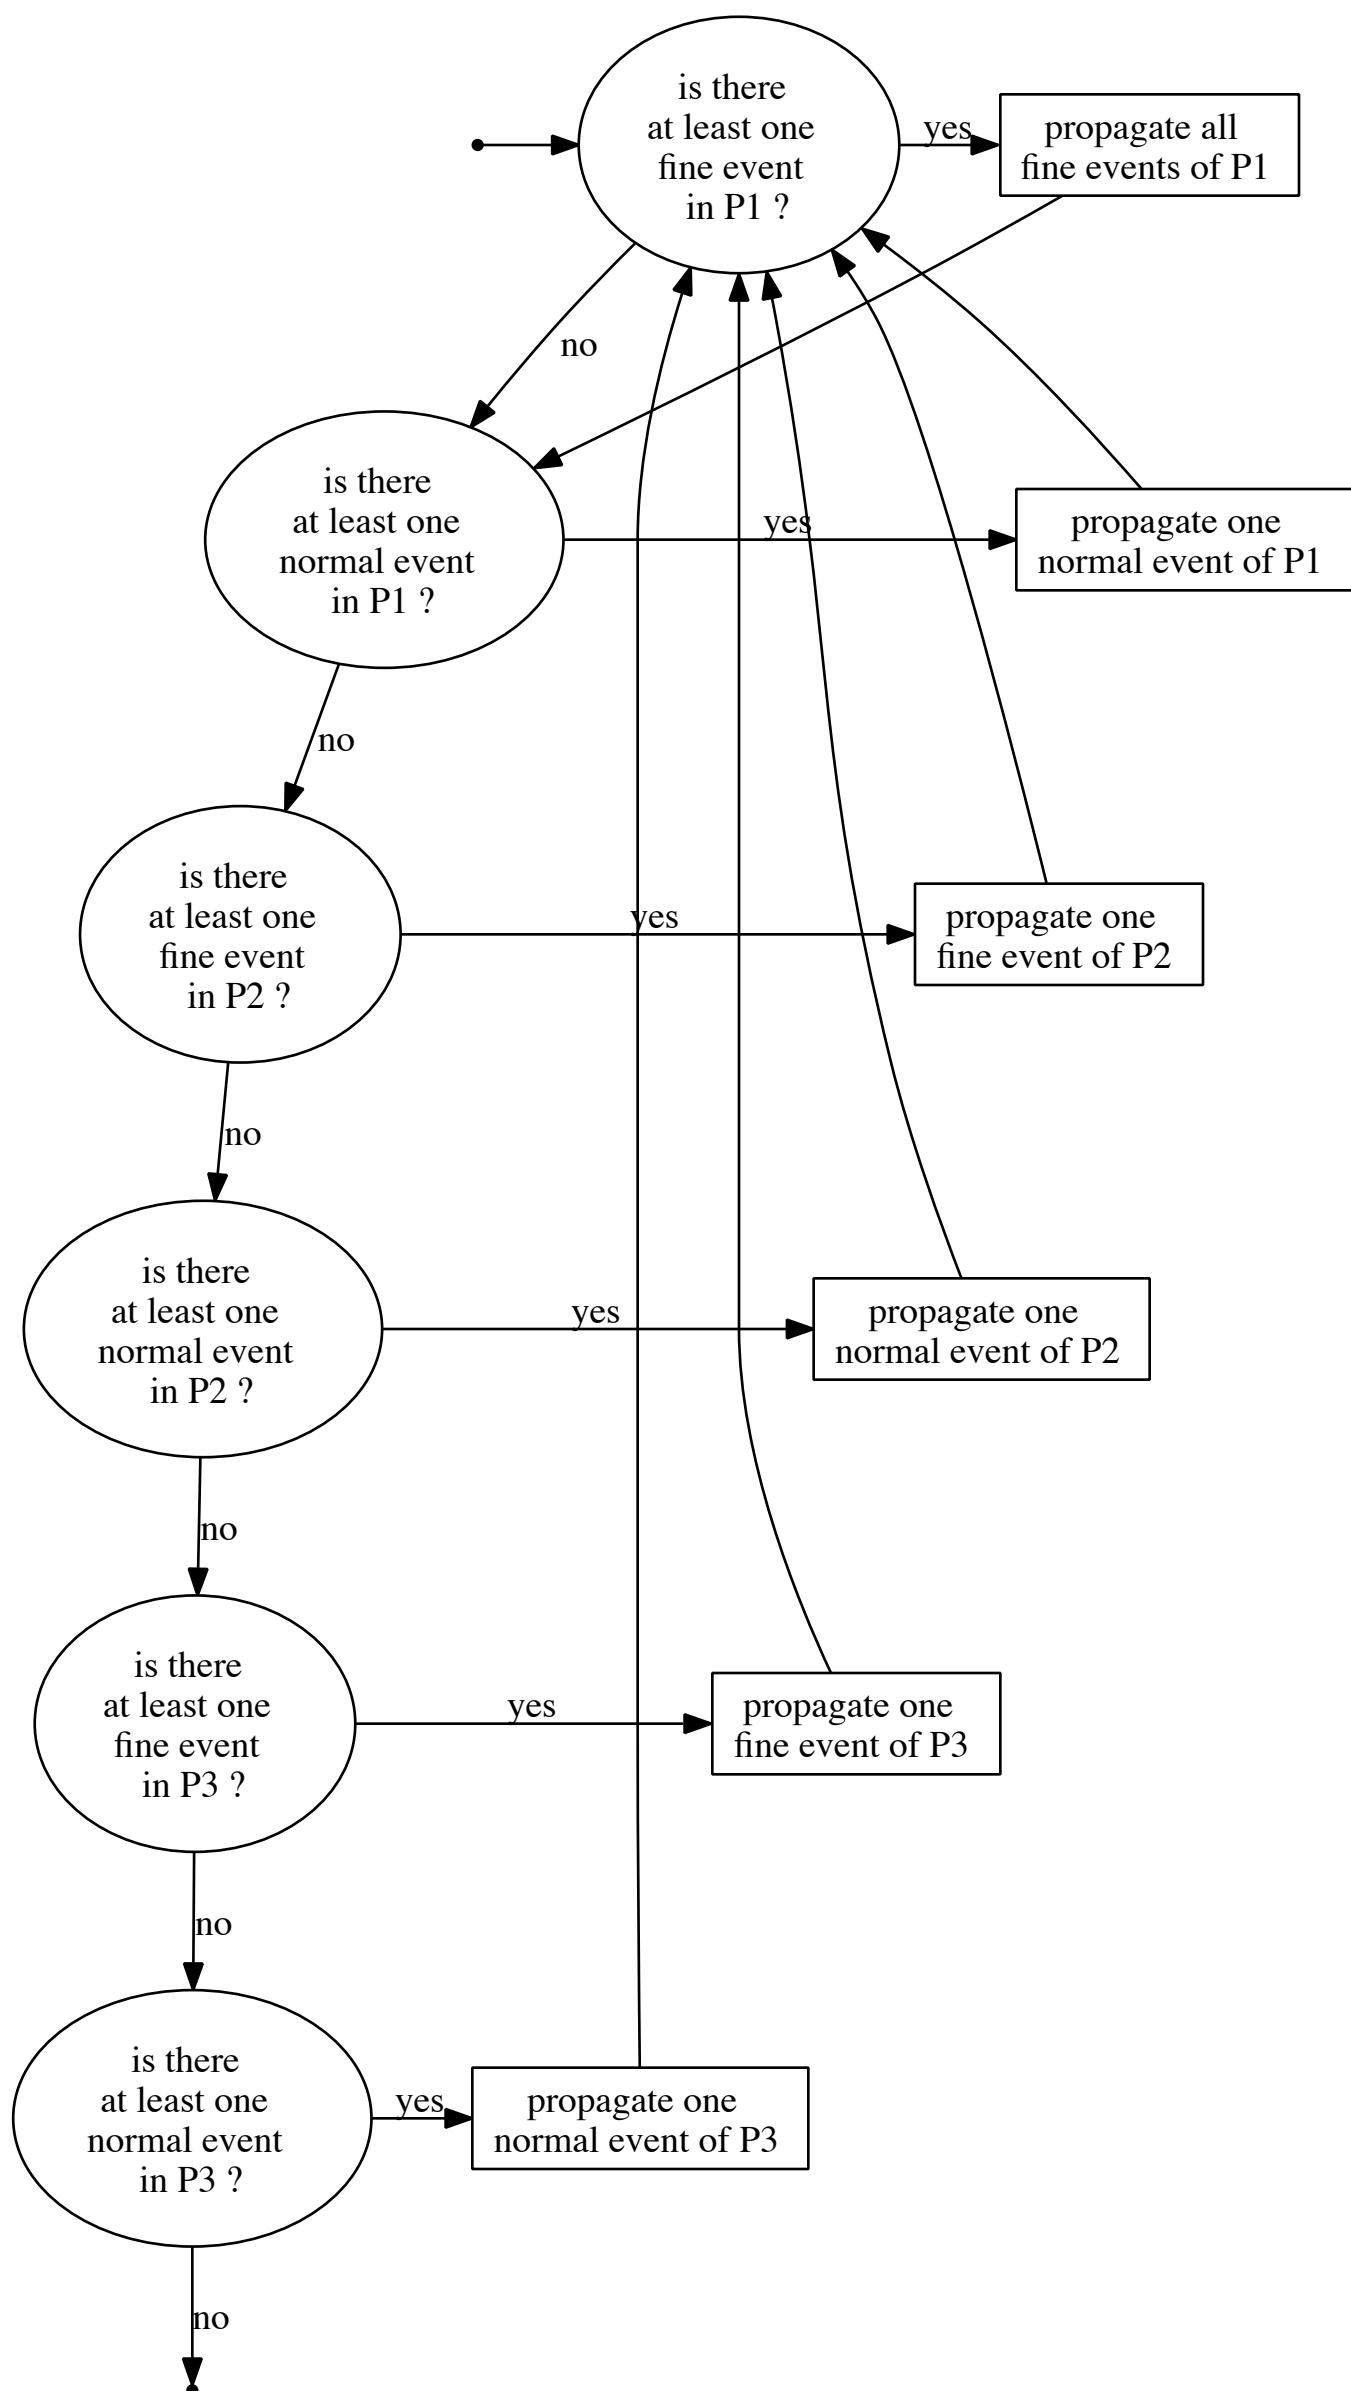 is there
at least one
fine event
in P1 ?
yes
propagate all
fine events of P1
no
is there
at least one
normal event
in P1 ?
yes
propagate one
normal event of P1
no
is there
at least one
fine event
in P2 ?
yes
propagate one
fine event of P2
no
is there
at least one
normal event
in P2 ?
yes
propagate one
normal event of P2
no
is there
at least one
fine event
in P3 ?
yes
propagate one
fine event of P3
no
is there
at least one
normal event
in P3 ?
yes
propagate one
normal event of P3
no